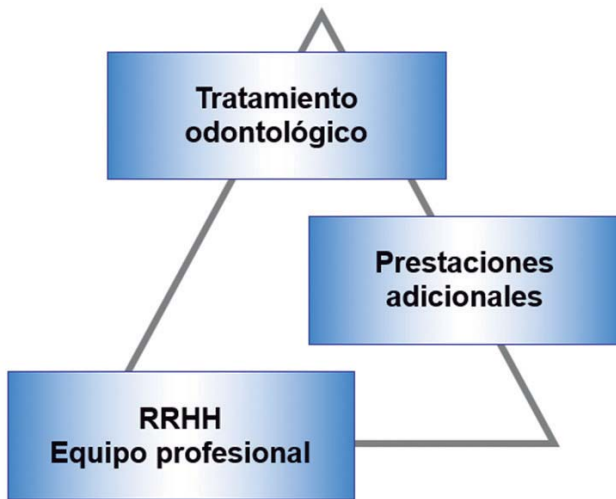 Tratamiento
odontológico
Prestaciones
adicionales
RRHH
Equipo profesional